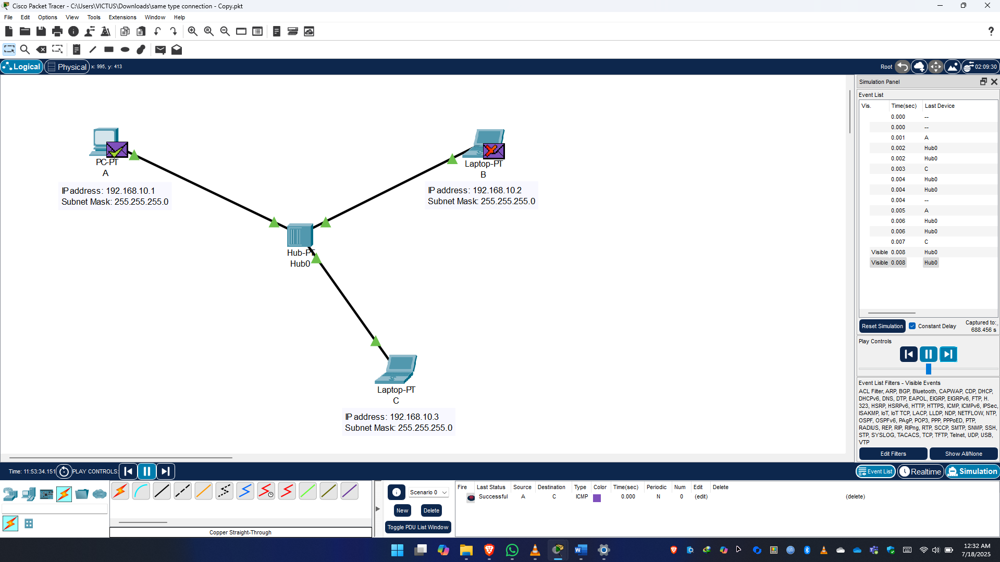 Cisco Packet Tracer - C:\Users\VICTUS\Downloads\same type connection - Copy.pkt
File Edit Options View Tools Extensions Window Help
Logical Physical x: 995, y: 413 Root 02:09:30
Simulation Panel
Event List
Vis. Time(sec) Last Device
0.000 --
0.000 --
0.001 A
0.002 Hub0
0.002 Hub0
0.003 C
0.004 Hub0
0.004 Hub0
0.004 --
0.005 A
0.006 Hub0
0.006 Hub0
0.007 C
Visible 0.008 Hub0
Visible 0.008 Hub0
PC-PT
A
IP address: 192.168.10.1
Subnet Mask: 255.255.255.0
Laptop-PT
B
IP address: 192.168.10.2
Subnet Mask: 255.255.255.0
Hub-PT
Hub0
Laptop-PT
C
IP address: 192.168.10.3
Subnet Mask: 255.255.255.0
Reset Simulation Constant Delay Captured to:
688.456 s
Play Controls
Event List Filters - Visible Events
ACL Filter, ARP, BGP, Bluetooth, CAPWAP, CDP, DHCP,
DHCPv6, DNS, DTP, EAPOL, EIGRP, EIGRPv6, FTP, H.
323, HSRP, HSRPv6, HTTP, HTTPS, ICMP, ICMPv6, IPSec,
ISAKMP, IoT, IoT TCP, LACP, LLDP, NDP, NETFLOW, NTP,
OSPF, OSPFv6, PAgP, POP3, PPP, PPPoED, PTP,
RADIUS, REP, RIP, RIPng, RTP, SCCP, SMTP, SNMP, SSH,
STP, SYSLOG, TACACS, TCP, TFTP, Telnet, UDP, USB,
VTP
Edit Filters Show All/None
Time: 11:53:34.151 PLAY CONTROLS: Event List Realtime Simulation
Scenario 0
New Delete
Toggle PDU List Window
Fire Last Status Source Destination Type Color Time(sec) Periodic Num Edit Delete
Successful A C ICMP 0.000 N 0 (edit) (delete)
Copper Straight-Through
12:32 AM
7/18/2025